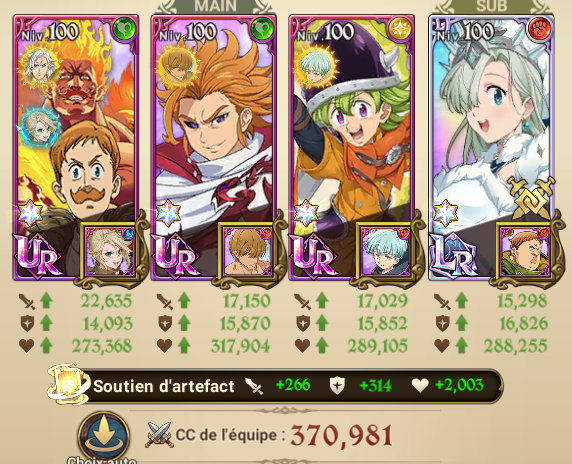 MAIN
SUB
Niv.100
Niv.100
Niv.100
Niv.100
UR
UR
UR
LR
22,635
17,150
17,029
15,298
14,093
15,870
15,852
16,826
273,368
317,904
289,105
288,255
Soutien d'artefact +266 +314 +2,003
CC de l'équipe : 370,981
Choix auto